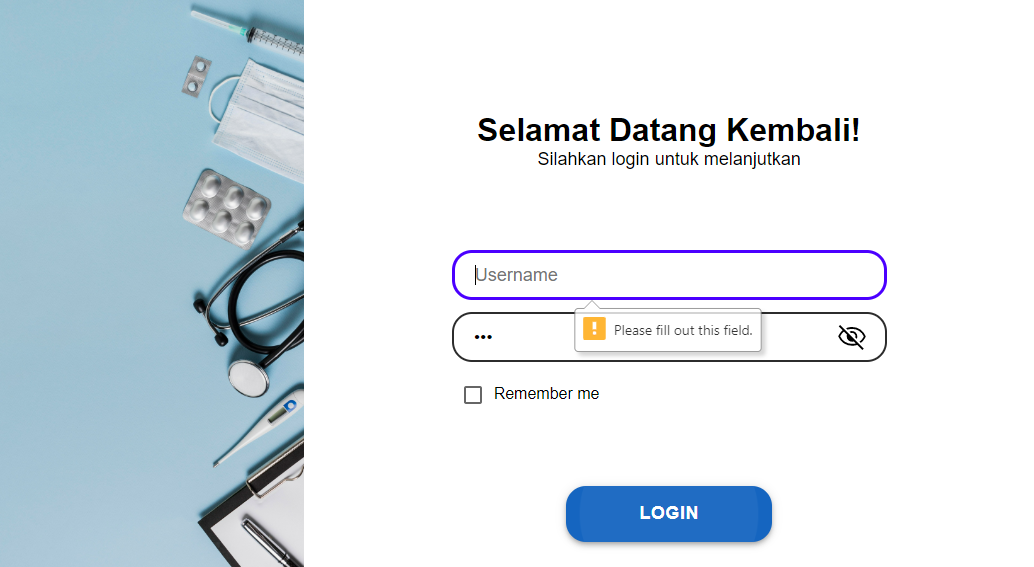 Selamat Datang Kembali!
Silahkan login untuk melanjutkan
Username
Please fill out this field.
•••
Remember me
LOGIN